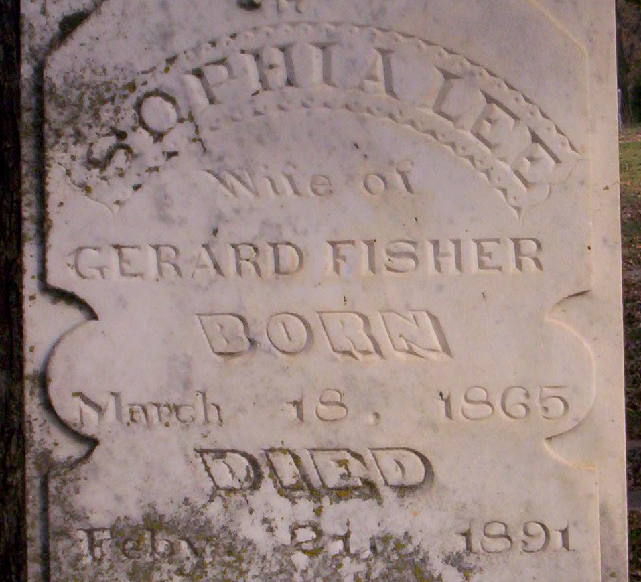 SOPHIA LEE
Wife of
GERARD FISHER
BORN
March 18, 1865
DIED
Feby. 21, 1891